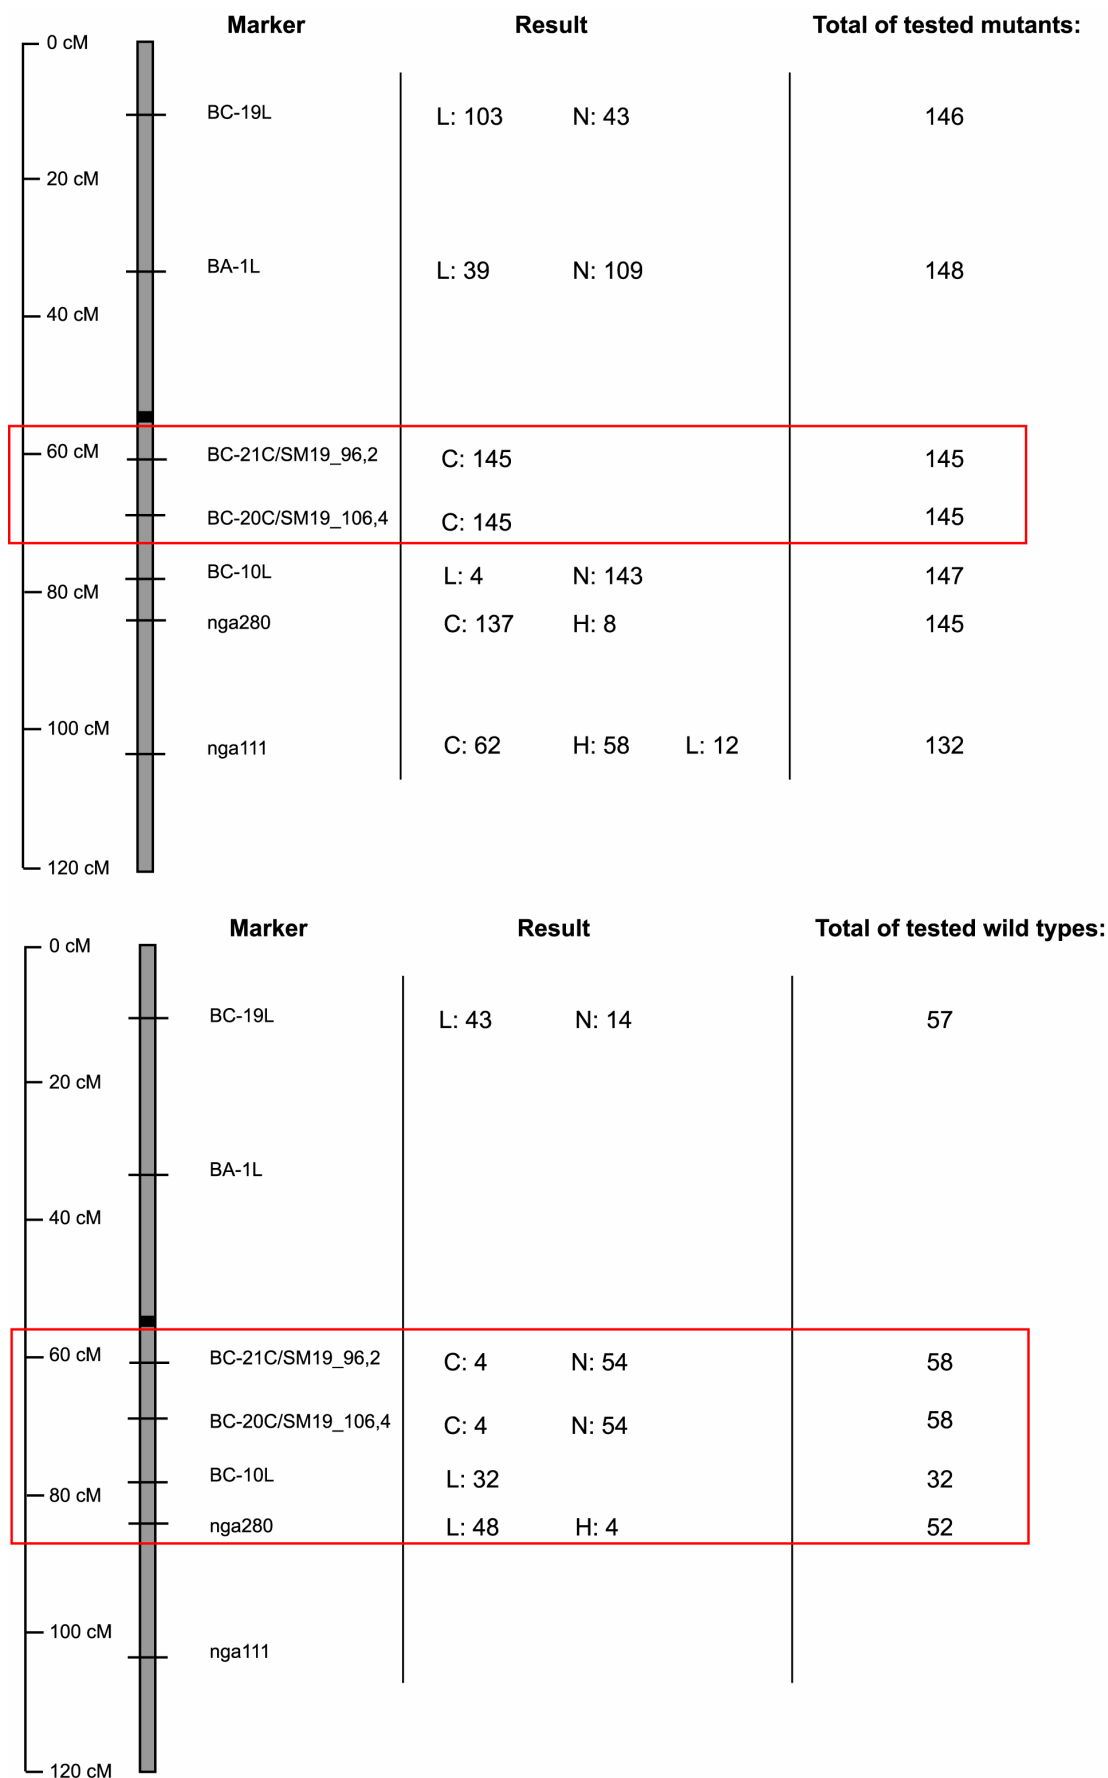 Marker Result Total of tested mutants:
0 cM
BC-19L L: 103 N: 43 146
20 cM
BA-1L L: 39 N: 109 148
40 cM
60 cM BC-21C/SM19_96,2 C: 145 145
BC-20C/SM19_106,4 C: 145 145
BC-10L L: 4 N: 143 147
80 cM
nga280 C: 137 H: 8 145
100 cM
nga111 C: 62 H: 58 L: 12 132
120 cM
Marker Result Total of tested wild types:
0 cM
BC-19L L: 43 N: 14 57
20 cM
BA-1L
40 cM
60 cM BC-21C/SM19_96,2 C: 4 N: 54 58
BC-20C/SM19_106,4 C: 4 N: 54 58
BC-10L L: 32 32
80 cM
nga280 L: 48 H: 4 52
100 cM
nga111
120 cM